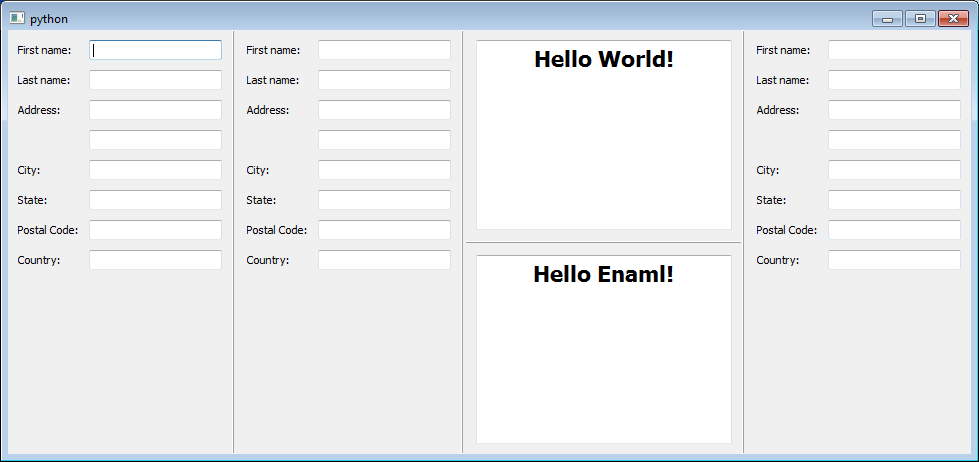 python
First name:
Last name:
Address:
City:
State:
Postal Code:
Country:
First name:
Last name:
Address:
City:
State:
Postal Code:
Country:
Hello World!
Hello Enaml!
First name:
Last name:
Address:
City:
State:
Postal Code:
Country: